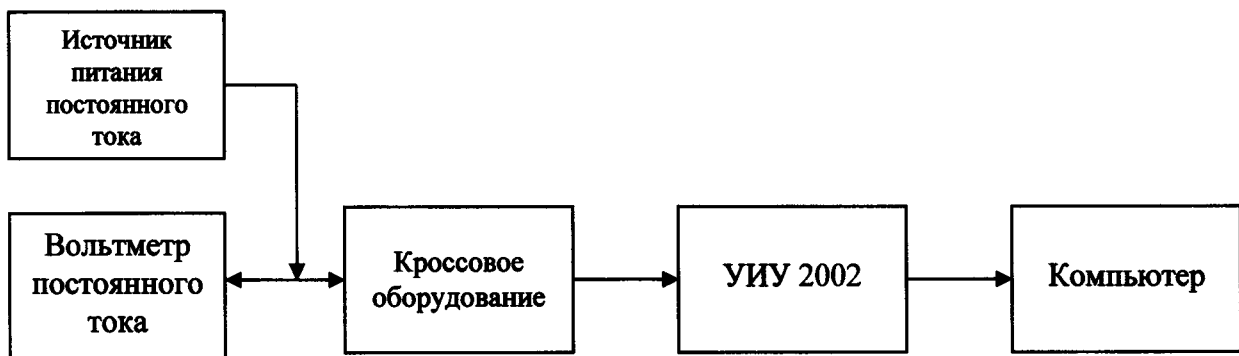 Источник
питания
постоянного
тока
Вольтметр
постоянного
тока
Кроссовое
оборудование
УИУ 2002
Компьютер